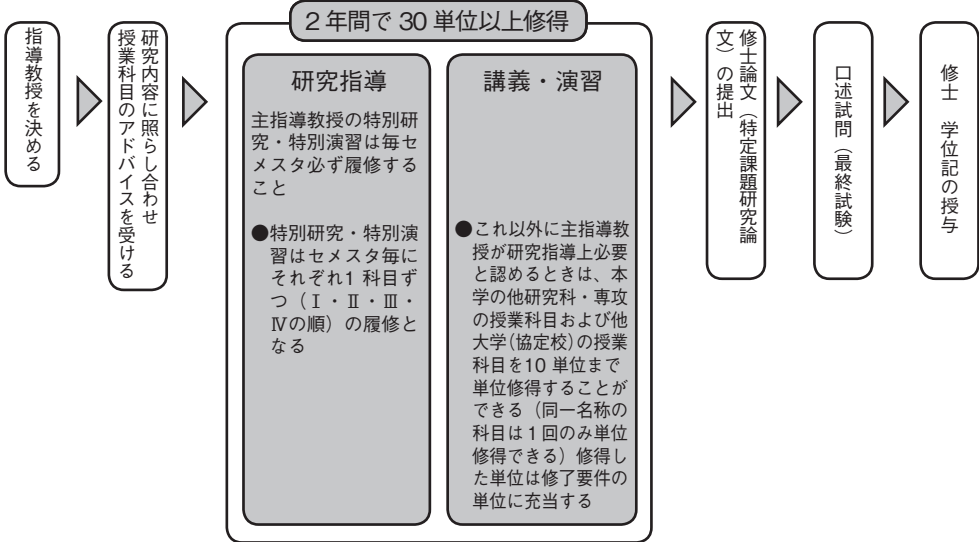 指導教授を決める
研究内容に照らし合わせ
授業科目のアドバイスを受ける
2年間で 30 単位以上修得
研究指導
主指導教授の特別研
究・特別演習は毎セ
メスタ必ず履修する
こと
●特別研究・特別演
習はセメスタ毎に
それぞれ1 科目ず
つ（Ⅰ・Ⅱ・Ⅲ・
Ⅳの順）の履修と
なる
講義・演習
●これ以外に主指導教
授が研究指導上必要
と認めるときは、本
学の他研究科・専攻
の授業科目および他
大学(協定校)の授業
科目を10 単位まで
単位修得することが
できる（同一名称の
科目は1回のみ単位
修得できる）修得し
た単位は修了要件の
単位に充当する
修士論文（特定課題研究論
文）の提出
口述試問（最終試験）
修士　学位記の授与